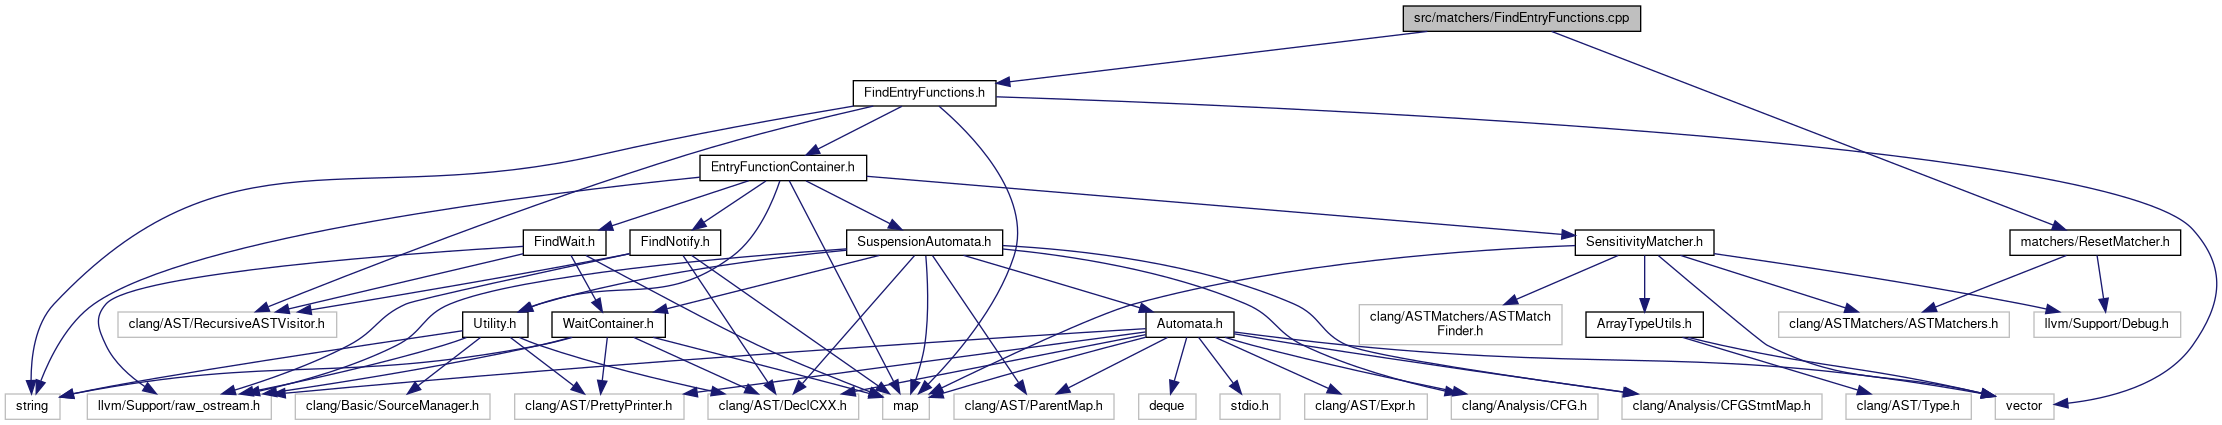 src/matchers/FindEntryFunctions.cpp
FindEntryFunctions.h
EntryFunctionContainer.h
FindWait.h
FindNotify.h
SuspensionAutomata.h
SensitivityMatcher.h
matchers/ResetMatcher.h
clang/AST/RecursiveASTVisitor.h
Utility.h
WaitContainer.h
Automata.h
clang/ASTMatchers/ASTMatch
Finder.h
ArrayTypeUtils.h
clang/ASTMatchers/ASTMatchers.h
llvm/Support/Debug.h
string
llvm/Support/raw_ostream.h
clang/Basic/SourceManager.h
clang/AST/PrettyPrinter.h
clang/AST/DeclCXX.h
map
clang/AST/ParentMap.h
deque
stdio.h
clang/AST/Expr.h
clang/Analysis/CFG.h
clang/Analysis/CFGStmtMap.h
clang/AST/Type.h
vector